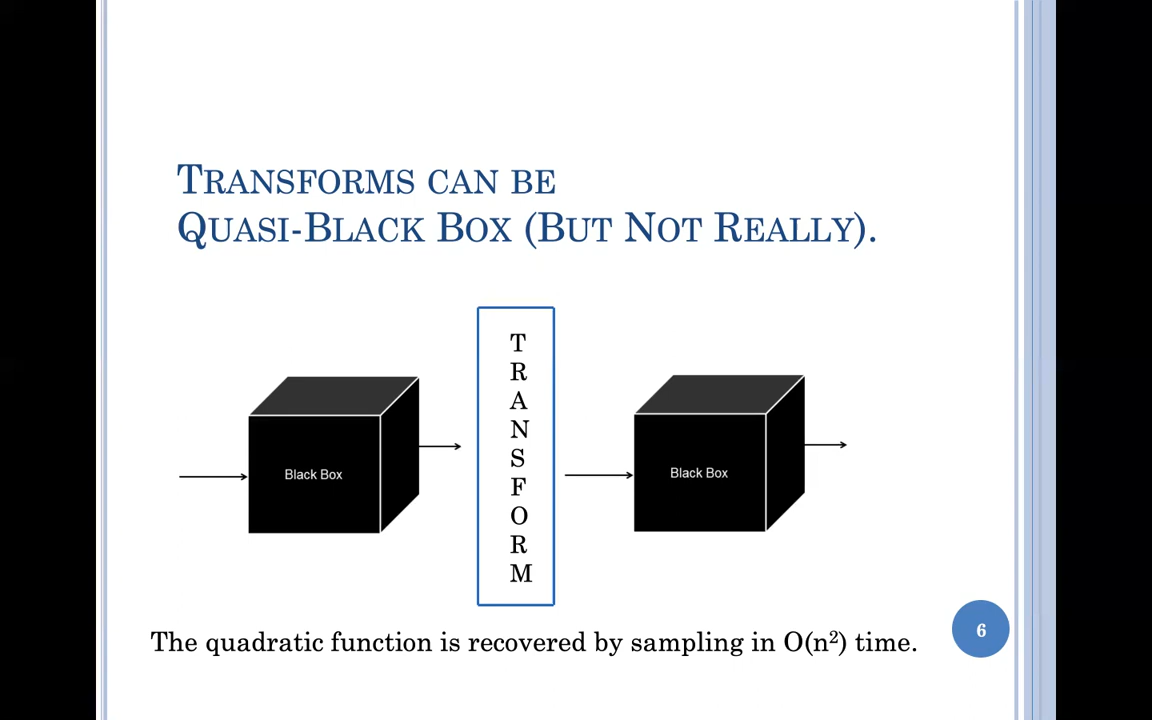 TRANSFORMS CAN BE
QUASI-BLACK BOX (BUT NOT REALLY).
Black Box
T
R
A
N
S
F
O
R
M
Black Box
The quadratic function is recovered by sampling in O(n²) time.
6